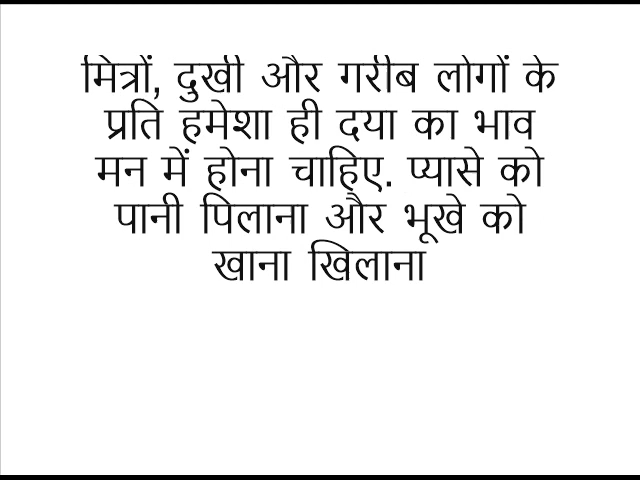 मित्रों, दुखी और गरीब लोगों के
प्रति हमेशा ही दया का भाव
मन में होना चाहिए. प्यासे को
पानी पिलाना और भूखे को
खाना खिलाना